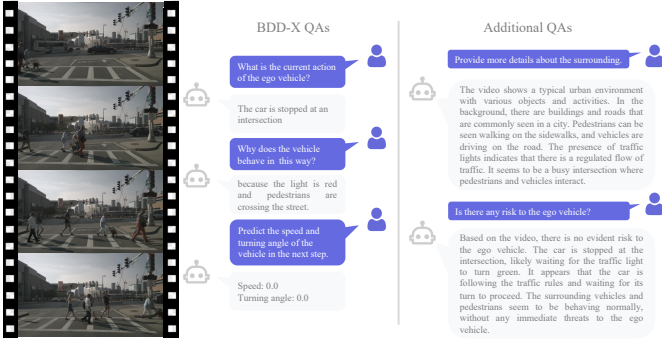 BDD-X QAs
What is the current action
of the ego vehicle?
The car is stopped at an
intersection
Why does the vehicle
behave in this way?
because the light is red
and pedestrians are
crossing the street.
Predict the speed and
turning angle of the
vehicle in the next step.
Speed: 0.0
Turning angle: 0.0
Additional QAs
Provide more details about the surrounding.
The video shows a typical urban environment
with various objects and activities. In the
background, there are buildings and roads that
are commonly seen in a city. Pedestrians can be
seen walking on the sidewalks, and vehicles are
driving on the road. The presence of traffic
lights indicates that there is a regulated flow of
traffic. It seems to be a busy intersection where
pedestrians and vehicles interact.
Is there any risk to the ego vehicle?
Based on the video, there is no evident risk to
the ego vehicle. The car is stopped at the
intersection, likely waiting for the traffic light
to turn green. It appears that the car is
following the traffic rules and waiting for its
turn to proceed. The surrounding vehicles and
pedestrians seem to be behaving normally,
without any immediate threats to the ego
vehicle.